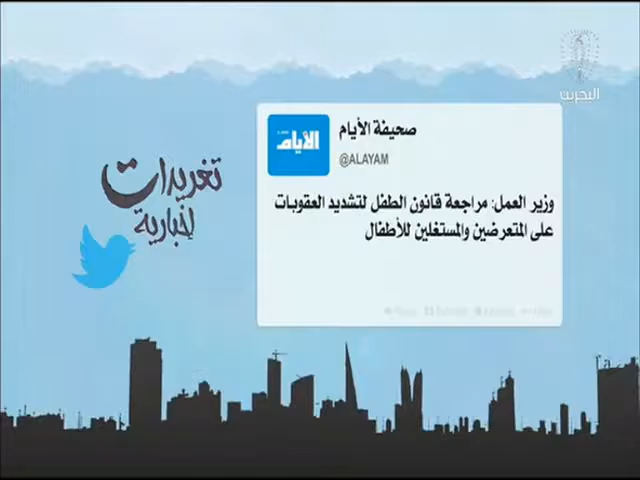 البحرين
تغريدات
إخبارية
الأيام
صحيفة الأيام
@ALAYAM
وزير العمل: مراجعة قانون الطفل لتشديد العقوبات
على المتعرضين والمستغلين للأطفال